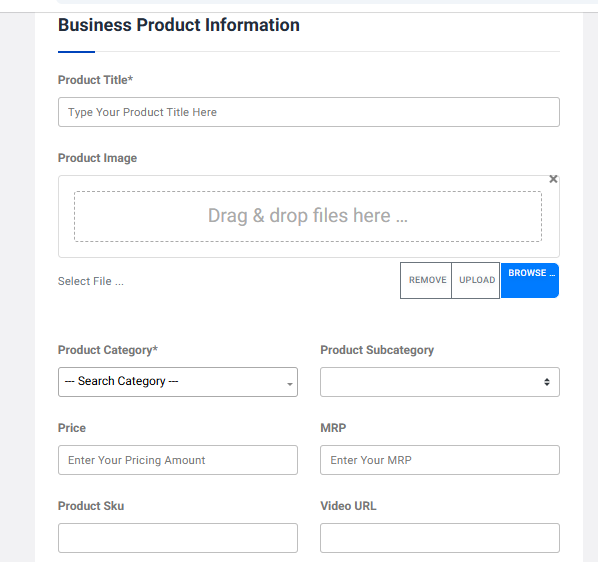 Business Product Information
Product Title*
Type Your Product Title Here
Product Image
×
Drag & drop files here …
Select File ...
REMOVE UPLOAD BROWSE …
Product Category* Product Subcategory
--- Search Category ---
Price MRP
Enter Your Pricing Amount Enter Your MRP
Product Sku Video URL